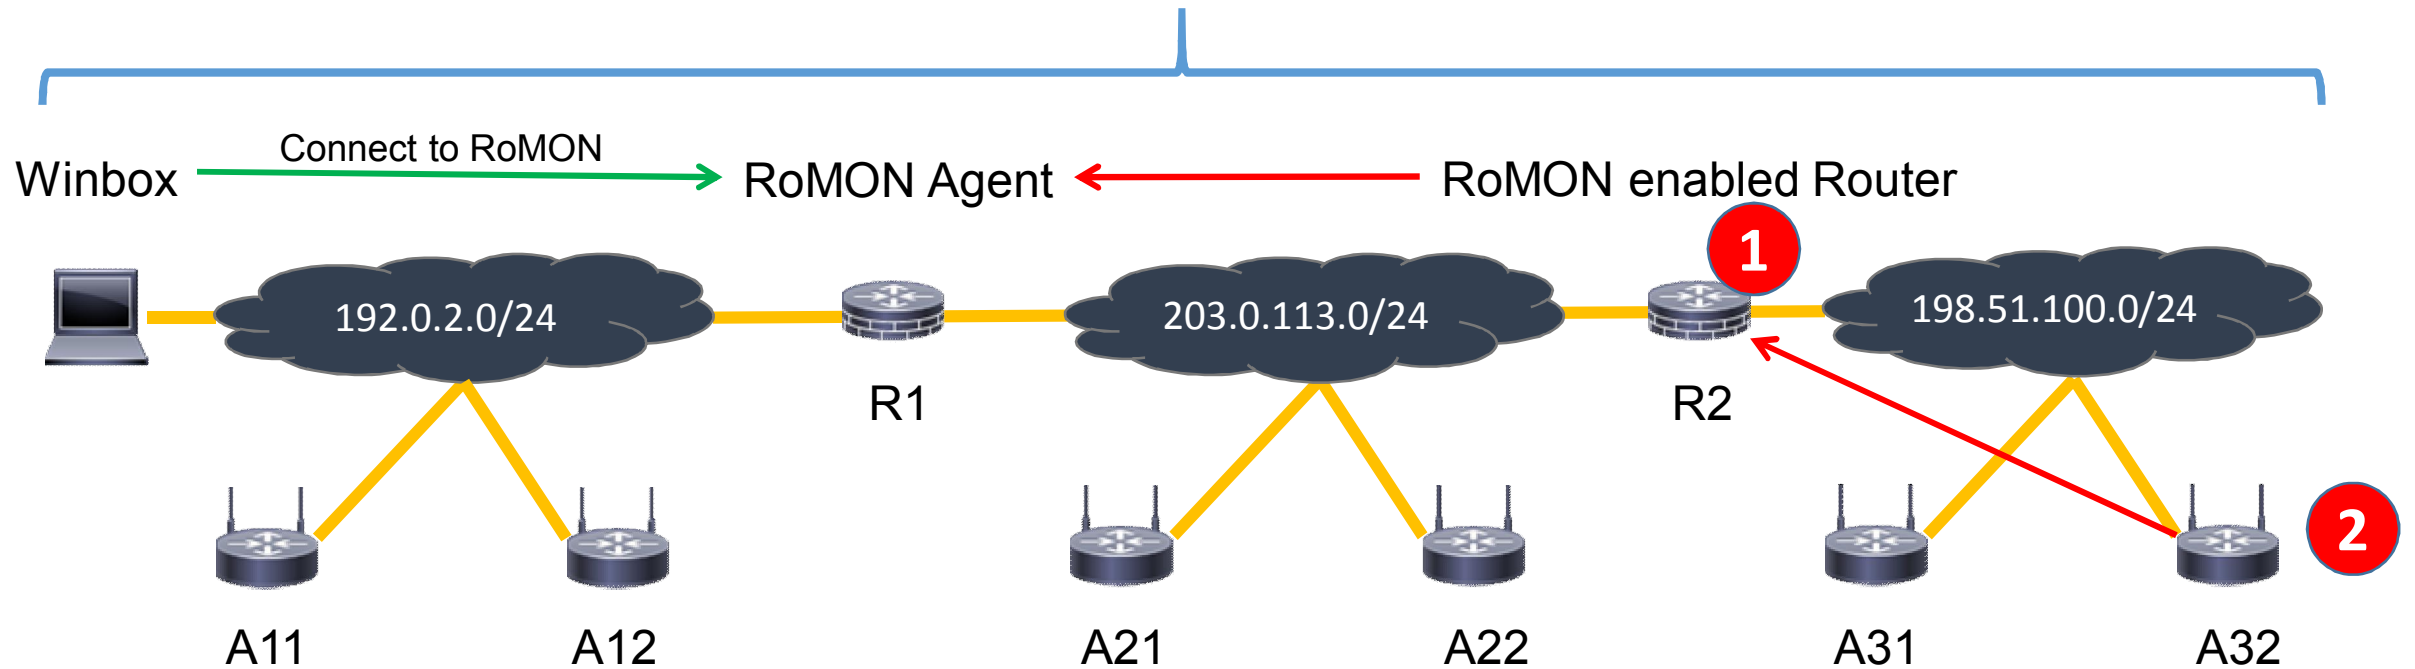 Connect to RoMON
Winbox
RoMON Agent
RoMON enabled Router
1
192.0.2.0/24
203.0.113.0/24
198.51.100.0/24
R1
R2
2
A11
A12
A21
A22
A31
A32